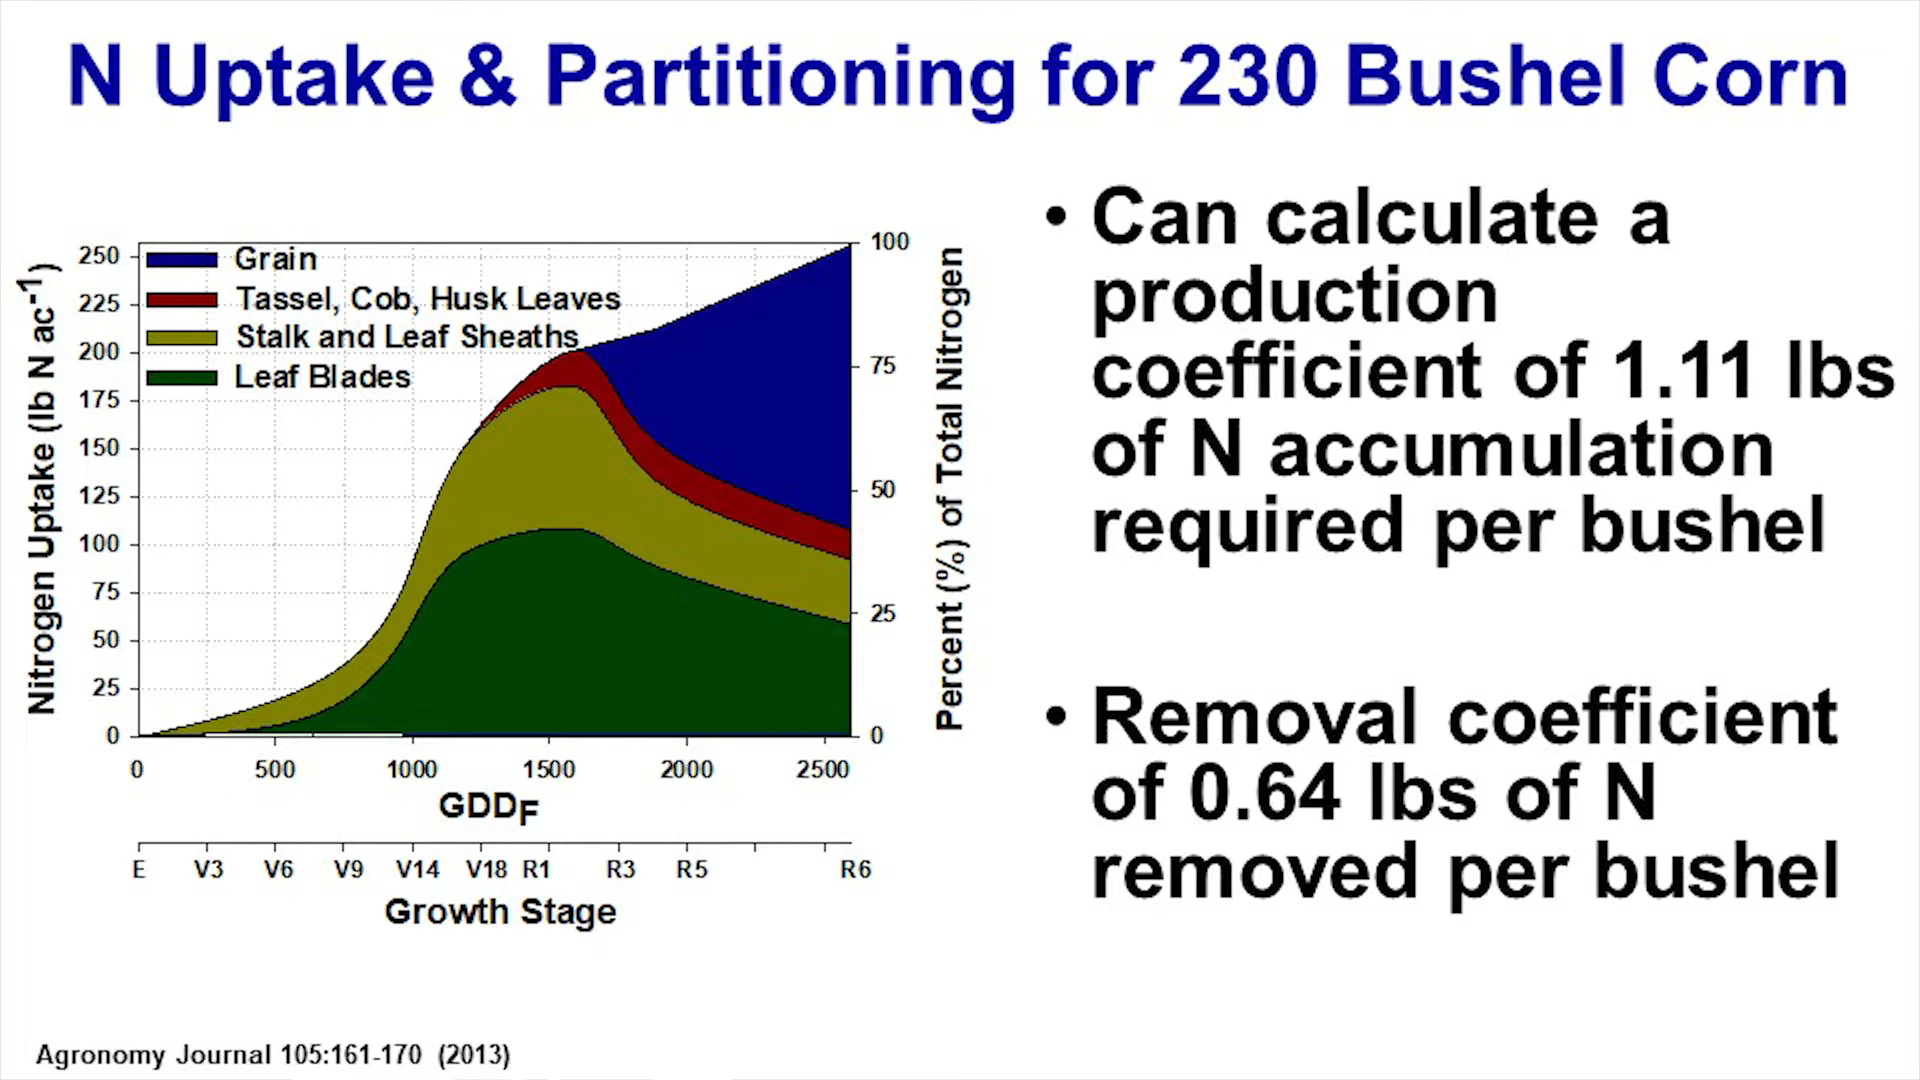 N Uptake & Partitioning for 230 Bushel Corn
Nitrogen Uptake (lb N ac-1)
250
225
200
175
150
125
100
75
50
25
0
Grain
Tassel, Cob, Husk Leaves
Stalk and Leaf Sheaths
Leaf Blades
100
75
50
25
0
Percent (%) of Total Nitrogen
0 500 1000 1500 2000 2500
GDDF
E V3 V6 V9 V14 V18 R1 R3 R5 R6
Growth Stage
• Can calculate a
production
coefficient of 1.11 lbs
of N accumulation
required per bushel
• Removal coefficient
of 0.64 lbs of N
removed per bushel
Agronomy Journal 105:161-170 (2013)